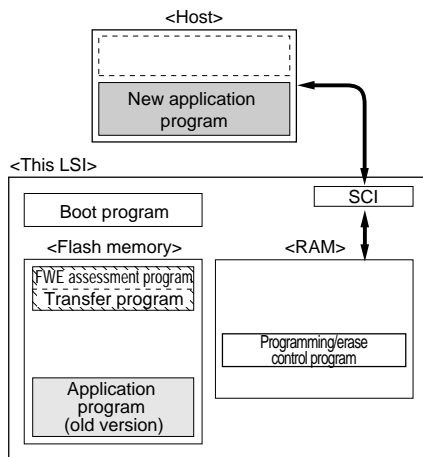 <Host>
New application
program
<This LSI>
SCI
Boot program
<Flash memory>
<RAM>
FWE assessment program
Transfer program
Programming/erase
control program
Application
program
(old version)